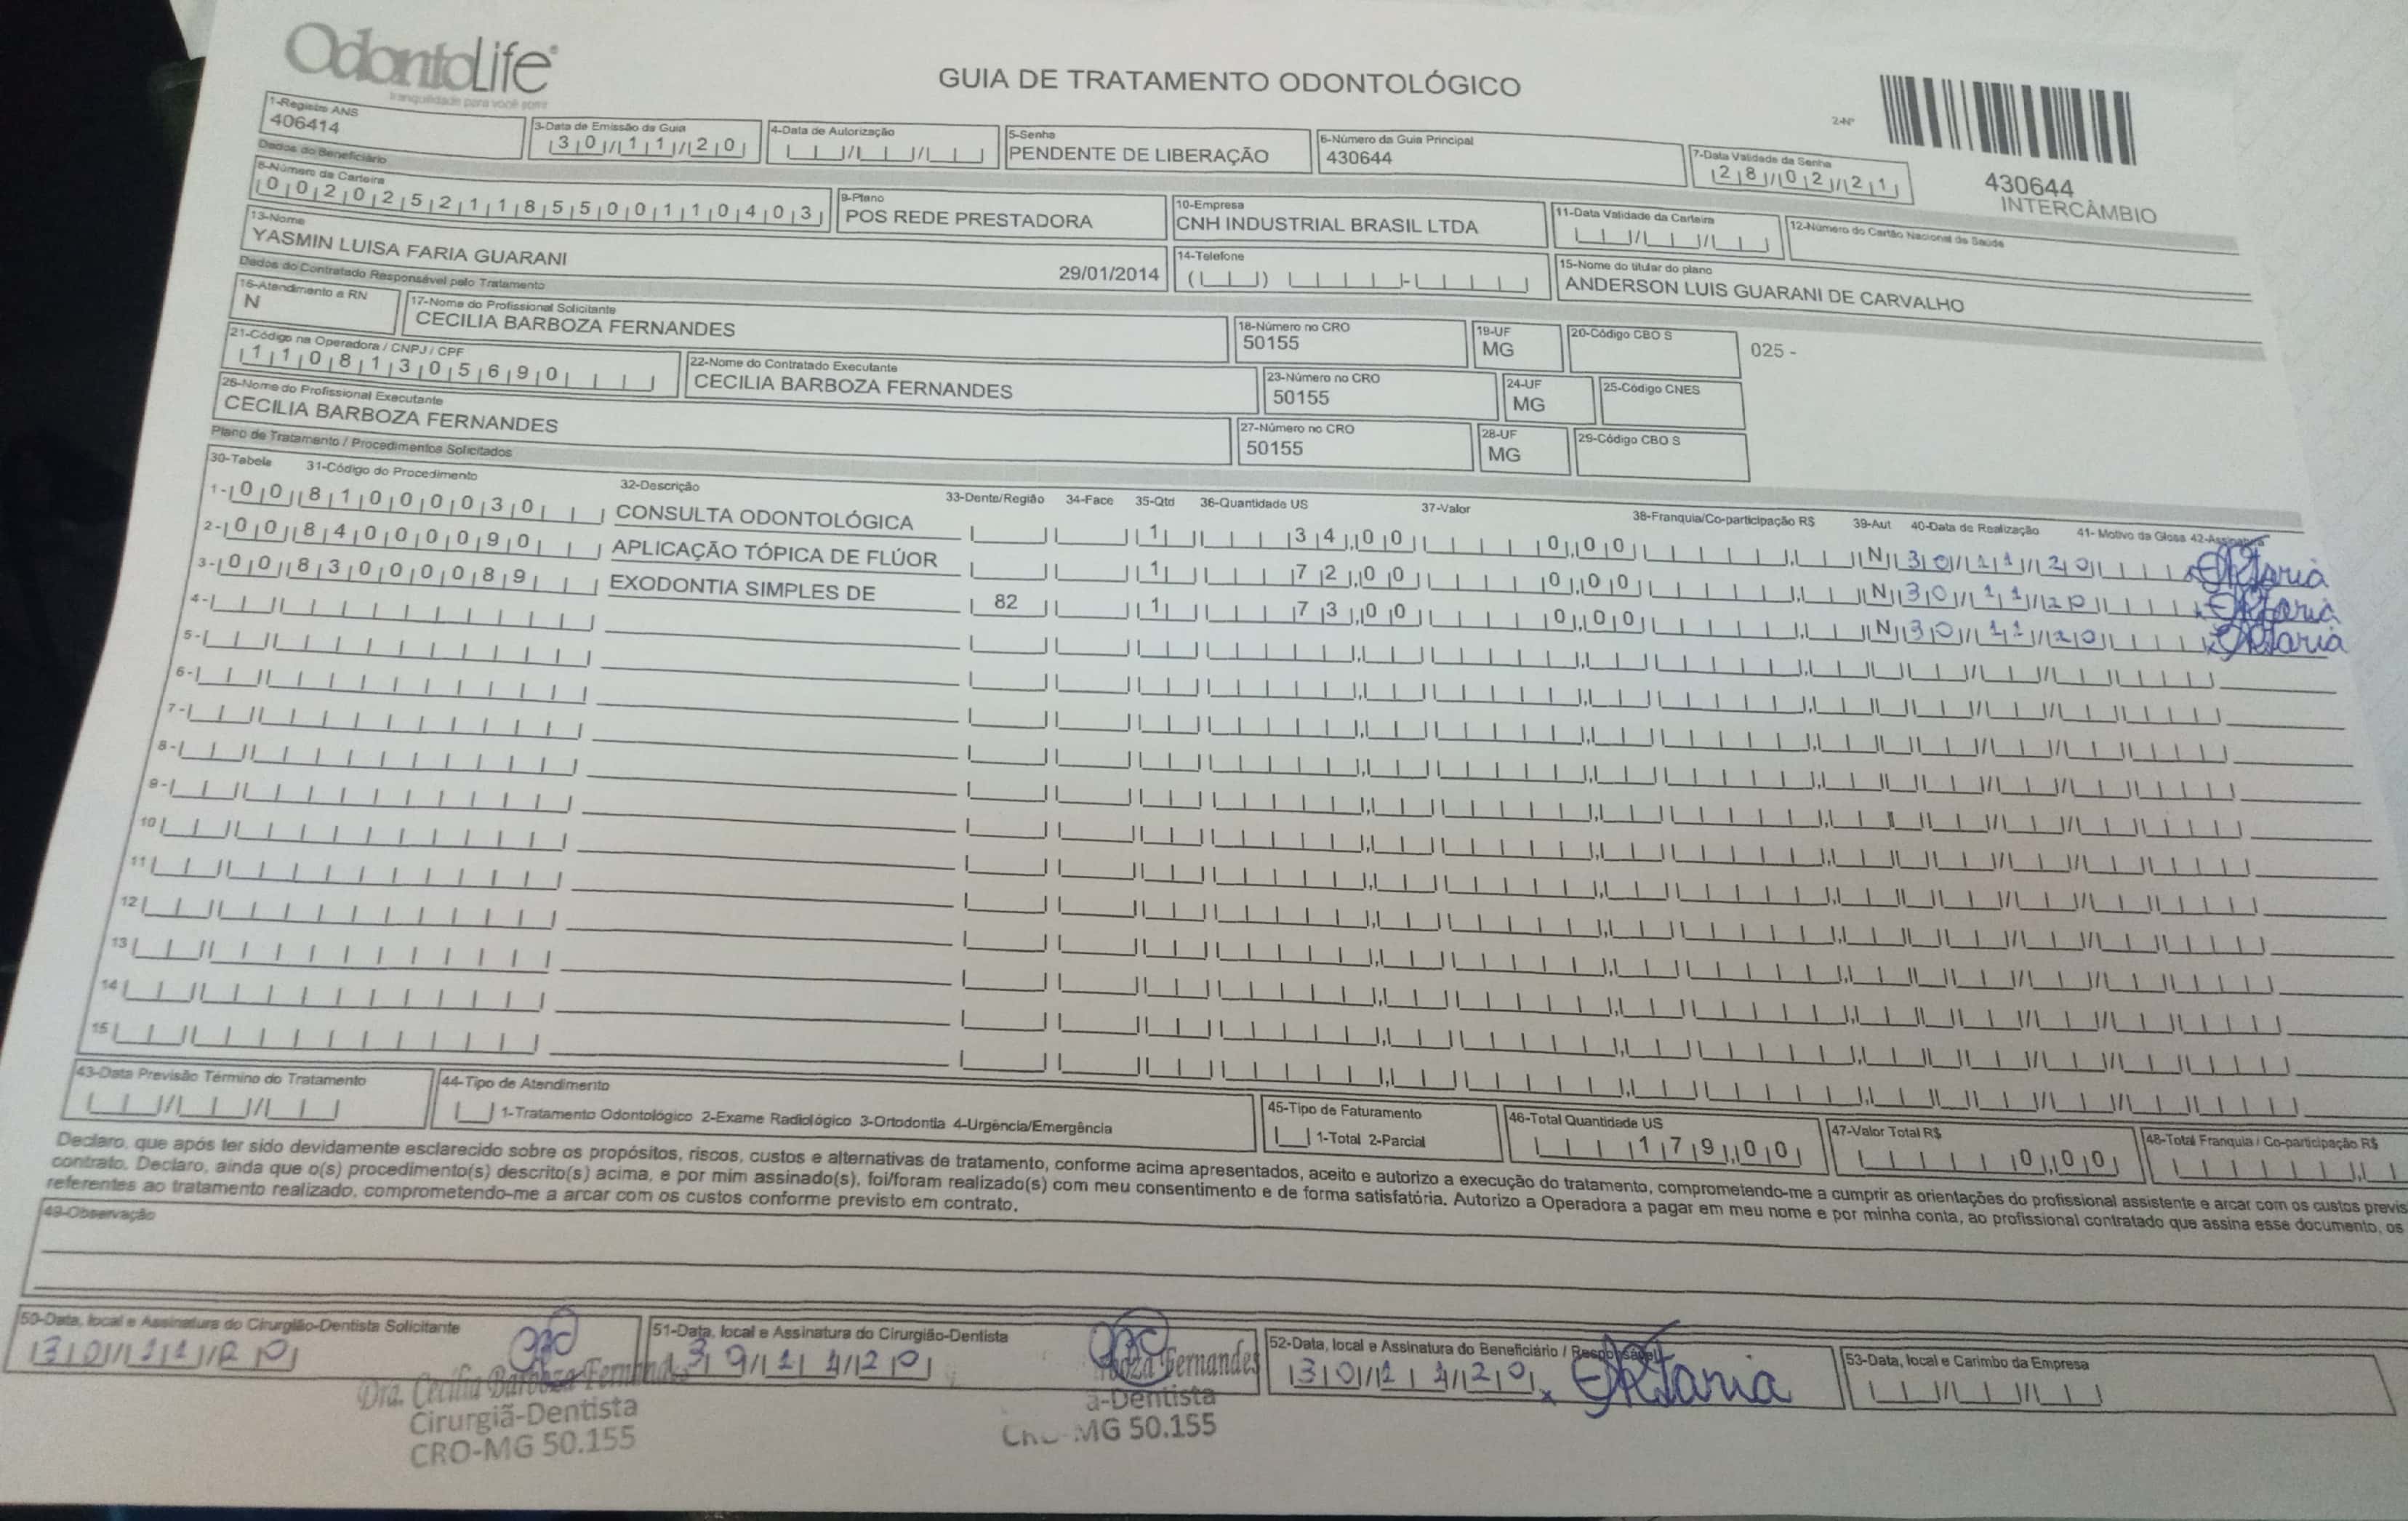 OdontoLife
tranquilidade para você sorrir
GUIA DE TRATAMENTO ODONTOLÓGICO
2-Nº
430644
INTERCÂMBIO
1-Registro ANS
406414
3-Data de Emissão da Guia
30/11/20
4-Data de Autorização
5-Senha
PENDENTE DE LIBERAÇÃO
6-Número da Guia Principal
430644
7-Data Validade da Senha
28/02/21
Dados do Beneficiário
8-Número da Carteira
00202521185500110403
9-Plano
POS REDE PRESTADORA
10-Empresa
CNH INDUSTRIAL BRASIL LTDA
11-Data Validade da Carteira
12-Número do Cartão Nacional de Saúde
13-Nome
YASMIN LUISA FARIA GUARANI
29/01/2014
14-Telefone
15-Nome do titular do plano
ANDERSON LUIS GUARANI DE CARVALHO
Dados do Contratado Responsável pelo Tratamento
16-Atendimento a RN
N
17-Nome do Profissional Solicitante
CECILIA BARBOZA FERNANDES
18-Número no CRO
50155
19-UF
MG
20-Código CBO S
025 -
21-Código na Operadora / CNPJ / CPF
11081305690
22-Nome do Contratado Executante
CECILIA BARBOZA FERNANDES
23-Número no CRO
50155
24-UF
MG
25-Código CNES
26-Nome do Profissional Executante
CECILIA BARBOZA FERNANDES
27-Número no CRO
50155
28-UF
MG
29-Código CBO S
Plano de Tratamento / Procedimentos Solicitados
30-Tabela 31-Código do Procedimento 32-Descrição 33-Dente/Região 34-Face 35-Qtd 36-Quantidade US 37-Valor 38-Franquia/Co-participação R$ 39-Aut 40-Data de Realização 41- Motivo da Glosa 42-Assinatura
1- 00 81000030 CONSULTA ODONTOLÓGICA 1 34,00 0,00 N 30/11/20
2- 00 84000090 APLICAÇÃO TÓPICA DE FLÚOR 1 72,00 0,00 N 30/11/20
3- 00 83000089 EXODONTIA SIMPLES DE 82 1 73,00 0,00 N 30/11/20
4-
5-
6-
7-
8-
9-
10
11
12
13
14
15
43-Data Previsão Término do Tratamento
44-Tipo de Atendimento
1-Tratamento Odontológico 2-Exame Radiológico 3-Ortodontia 4-Urgência/Emergência
45-Tipo de Faturamento
1-Total 2-Parcial
46-Total Quantidade US
179,00
47-Valor Total R$
0,00
48-Total Franquia / Co-participação R$
Declaro, que após ter sido devidamente esclarecido sobre os propósitos, riscos, custos e alternativas de tratamento, conforme acima apresentados, aceito e autorizo a execução do tratamento, comprometendo-me a cumprir as orientações do profissional assistente e arcar com os custos previs
contrato. Declaro, ainda que o(s) procedimento(s) descrito(s) acima, e por mim assinado(s), foi/foram realizado(s) com meu consentimento e de forma satisfatória. Autorizo a Operadora a pagar em meu nome e por minha conta, ao profissional contratado que assina esse documento, os
referentes ao tratamento realizado, comprometendo-me a arcar com os custos conforme previsto em contrato.
49-Observação
50-Data, local e Assinatura do Cirurgião-Dentista Solicitante
30/11/20
Dra. Cecília Barboza Fernandes
Cirurgiã-Dentista
CRO-MG 50.155
51-Data, local e Assinatura do Cirurgião-Dentista
30/11/20
Fernandes
ã-Dentista
MG 50.155
52-Data, local e Assinatura do Beneficiário / Responsável
30/11/20
53-Data, local e Carimbo da Empresa